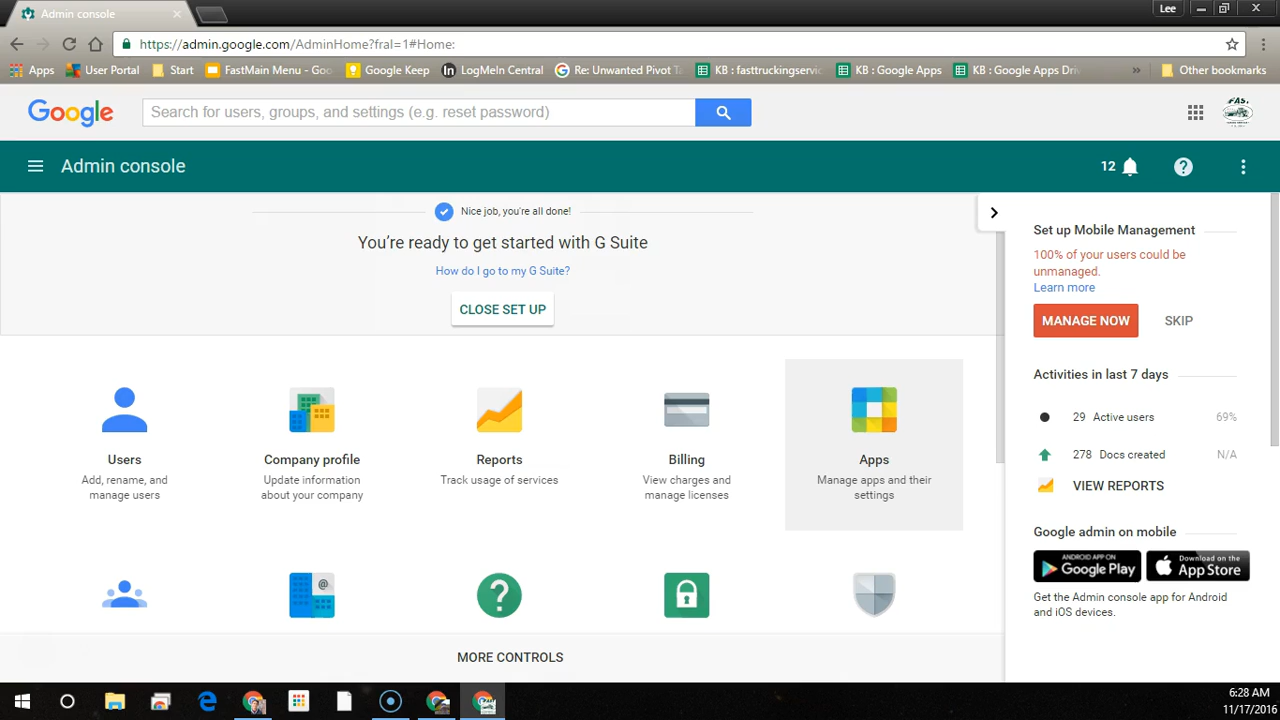 Admin console
Lee
https://admin.google.com/AdminHome?fral=1#Home:
Apps
User Portal
Start
FastMain Menu - Goo
Google Keep
LogMeIn Central
Re: Unwanted Pivot Ta
KB : fasttruckingservic
KB : Google Apps
KB : Google Apps Driv
»
Other bookmarks
Google
Search for users, groups, and settings (e.g. reset password)
FAS
Admin console
12
Nice job, you're all done!
You're ready to get started with G Suite
How do I go to my G Suite?
CLOSE SET UP
Users
Add, rename, and
manage users
Company profile
Update information
about your company
Reports
Track usage of services
Billing
View charges and
manage licenses
Apps
Manage apps and their
settings
MORE CONTROLS
Set up Mobile Management
100% of your users could be
unmanaged.
Learn more
MANAGE NOW
SKIP
Activities in last 7 days
29 Active users 69%
278 Docs created N/A
VIEW REPORTS
Google admin on mobile
ANDROID APP ON
Google Play
Download on the
App Store
Get the Admin console app for Android
and iOS devices.
6:28 AM
11/17/2016